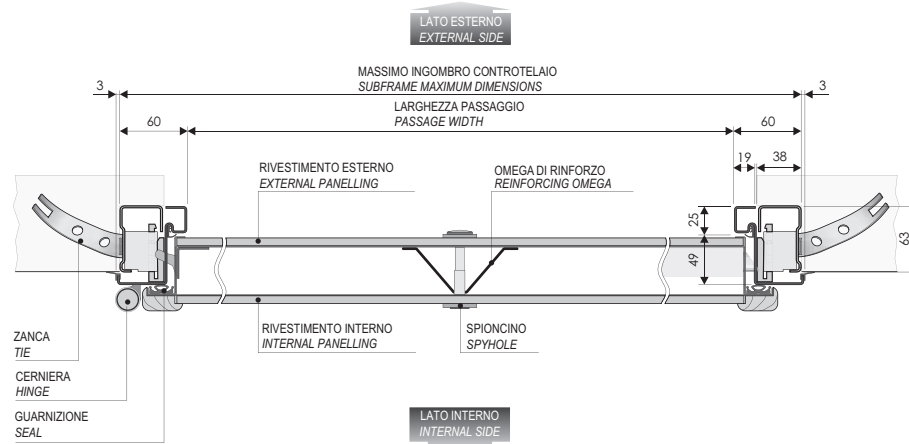 LATO ESTERNO
EXTERNAL SIDE
MASSIMO INGOMBRO CONTROTELAIO
SUBFRAME MAXIMUM DIMENSIONS
3
3
LARGHEZZA PASSAGGIO
PASSAGE WIDTH
60
60
19
38
RIVESTIMENTO ESTERNO
EXTERNAL PANELLING
OMEGA DI RINFORZO
REINFORCING OMEGA
25
63
49
RIVESTIMENTO INTERNO
INTERNAL PANELLING
SPIONCINO
SPYHOLE
ZANCA
TIE
CERNIERA
HINGE
GUARNIZIONE
SEAL
LATO INTERNO
INTERNAL SIDE